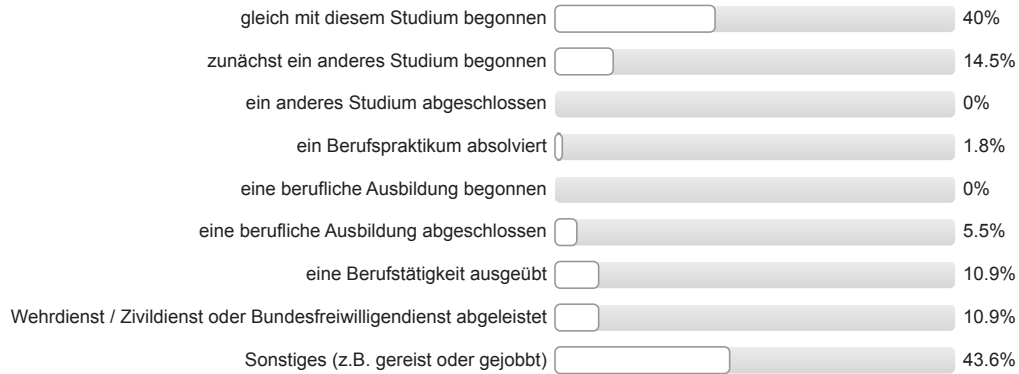 gleich mit diesem Studium begonnen 40%
zunächst ein anderes Studium begonnen 14.5%
ein anderes Studium abgeschlossen 0%
ein Berufspraktikum absolviert 1.8%
eine berufliche Ausbildung begonnen 0%
eine berufliche Ausbildung abgeschlossen 5.5%
eine Berufstätigkeit ausgeübt 10.9%
Wehrdienst / Zivildienst oder Bundesfreiwilligendienst abgeleistet 10.9%
Sonstiges (z.B. gereist oder gejobbt) 43.6%